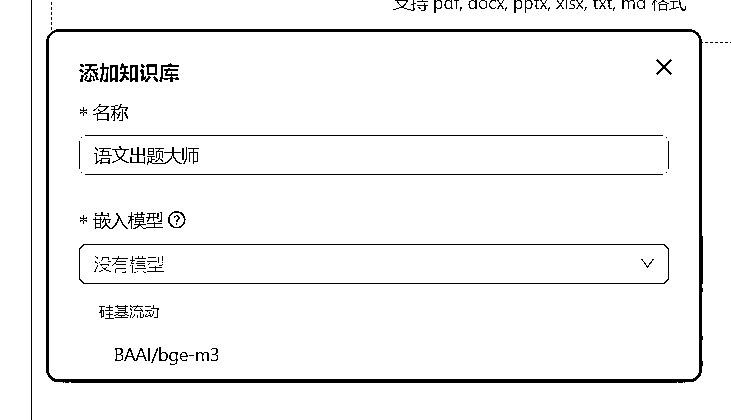 支持 pdf, docx, pptx, xlsx, txt, md 格式
添加知识库
* 名称
语文出题大师
* 嵌入模型
没有模型
硅基流动
BAAI/bge-m3